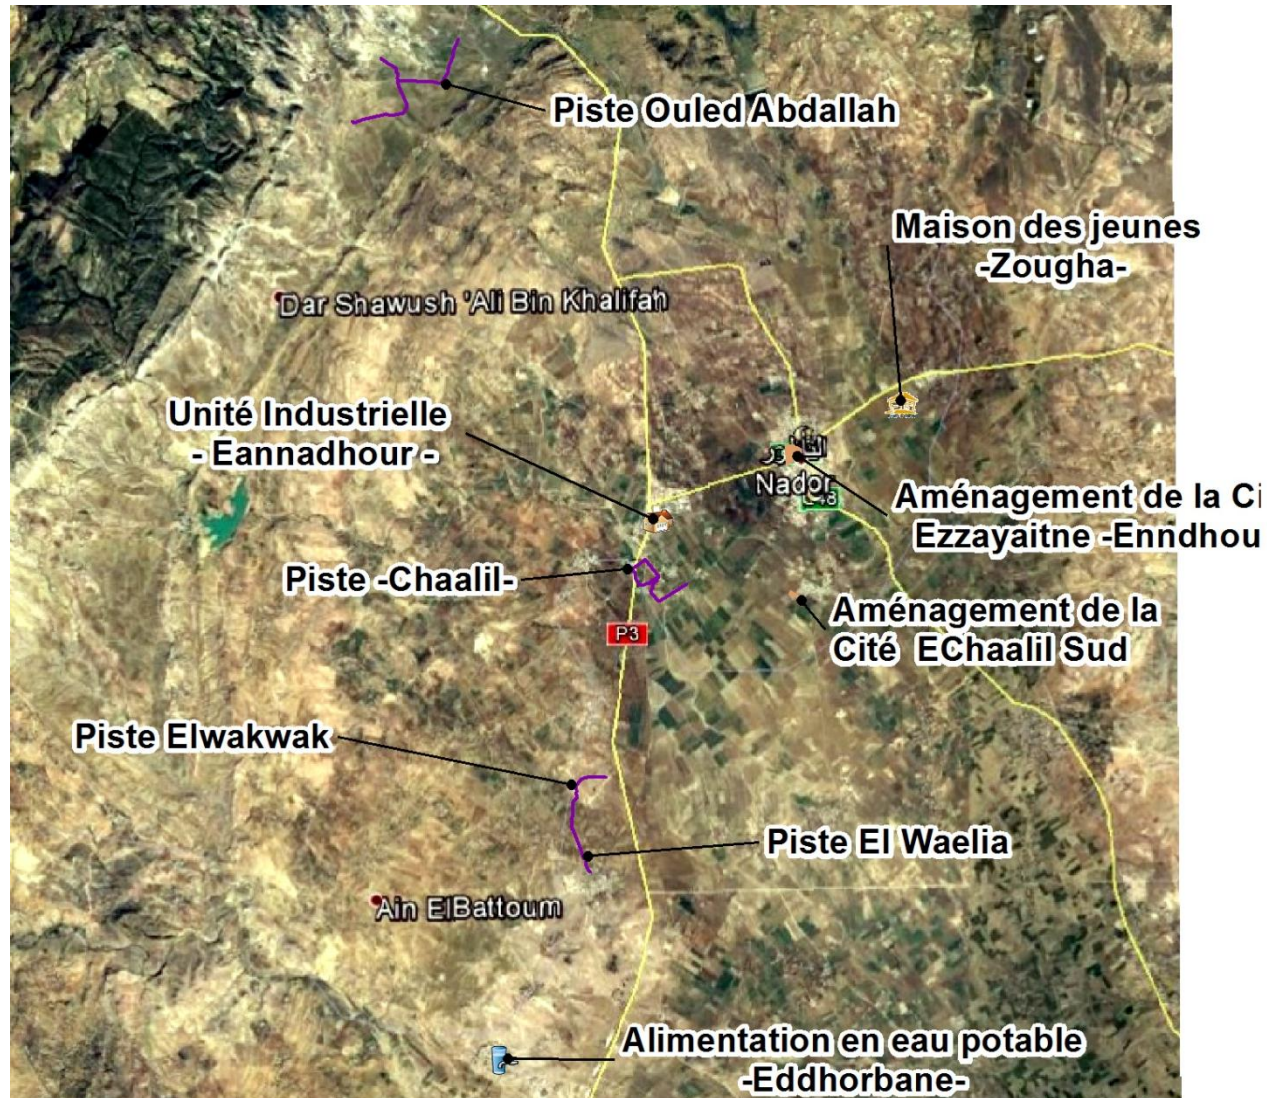 Piste Ouled Abdallah
Maison des jeunes
-Zougha-
Dar Shawush 'Ali Bin Khalifah
Unité Industrielle
- Eannadhour -
Nador
Aménagement de la Ci
Ezzayaitne -Enndhou
Piste -Chaalil-
Aménagement de la
Cité EChaalil Sud
P3
Piste Elwakwak
Piste El Waelia
Ain ElBattoum
Alimentation en eau potable
-Eddhorbane-